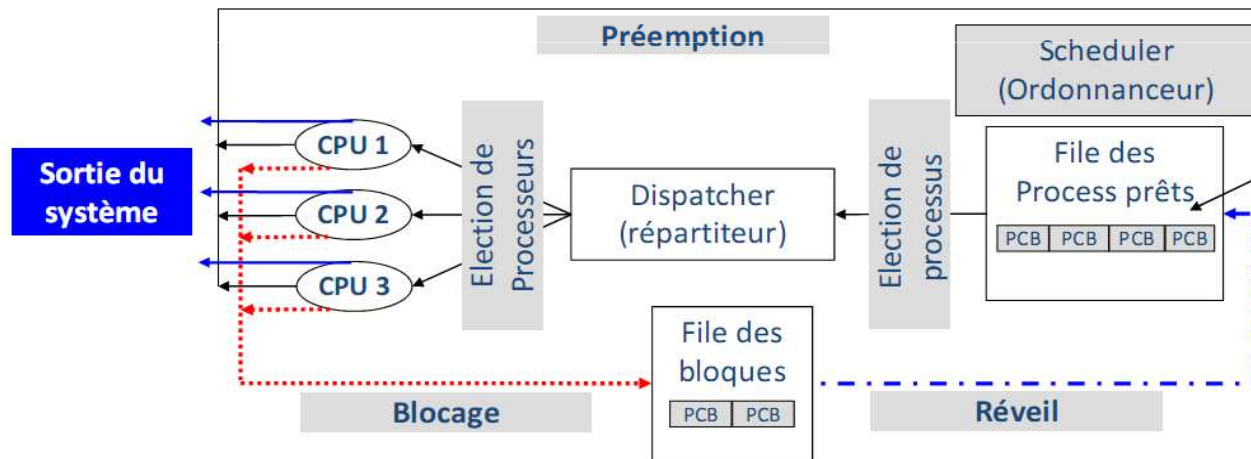 Préemption
Scheduler
(Ordonnanceur)
CPU 1
CPU 2
CPU 3
Sortie du
système
Election de
Processeurs
Dispatcher
(répartiteur)
Election de
processus
File des
Process prêts
PCB PCB PCB PCB
File des
bloques
PCB PCB
Blocage
Réveil